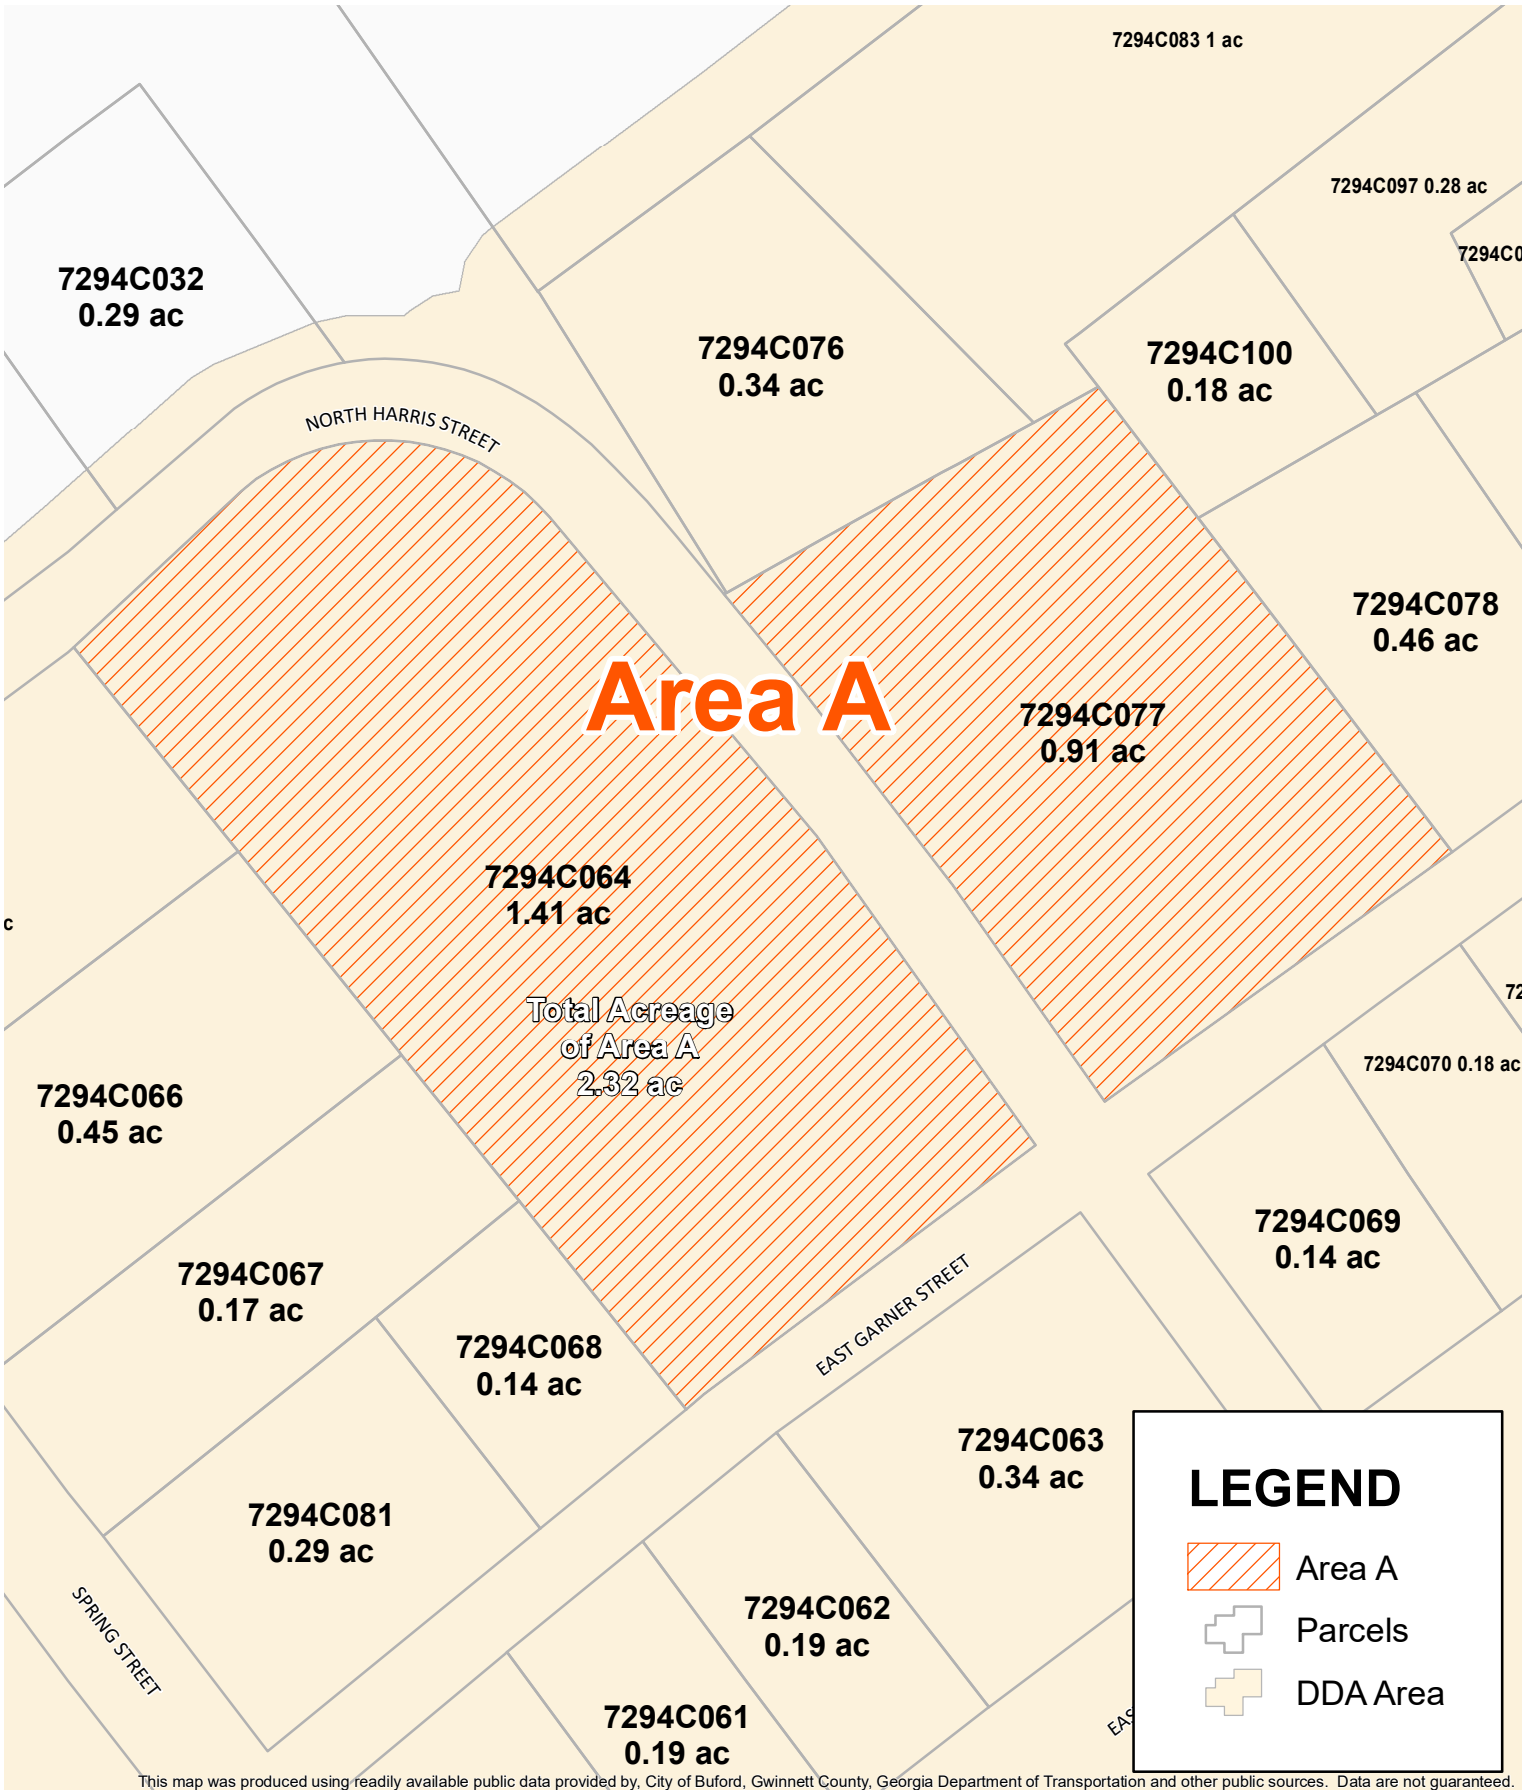 7294C083 1 ac
7294C097 0.28 ac
7294C0
7294C032
0.29 ac
7294C076
0.34 ac
7294C100
0.18 ac
NORTH HARRIS STREET
7294C078
0.46 ac
Area A
7294C077
0.91 ac
7294C064
1.41 ac
c
Total Acreage
of Area A
2.32 ac
72
7294C070 0.18 ac
7294C066
0.45 ac
7294C069
0.14 ac
7294C067
0.17 ac
EAST GARNER STREET
7294C068
0.14 ac
7294C063
0.34 ac
7294C081
0.29 ac
SPRING STREET
7294C062
0.19 ac
7294C061
0.19 ac
EAS
LEGEND
Area A
Parcels
DDA Area
This map was produced using readily available public data provided by, City of Buford, Gwinnett County, Georgia Department of Transportation and other public sources. Data are not guaranteed.